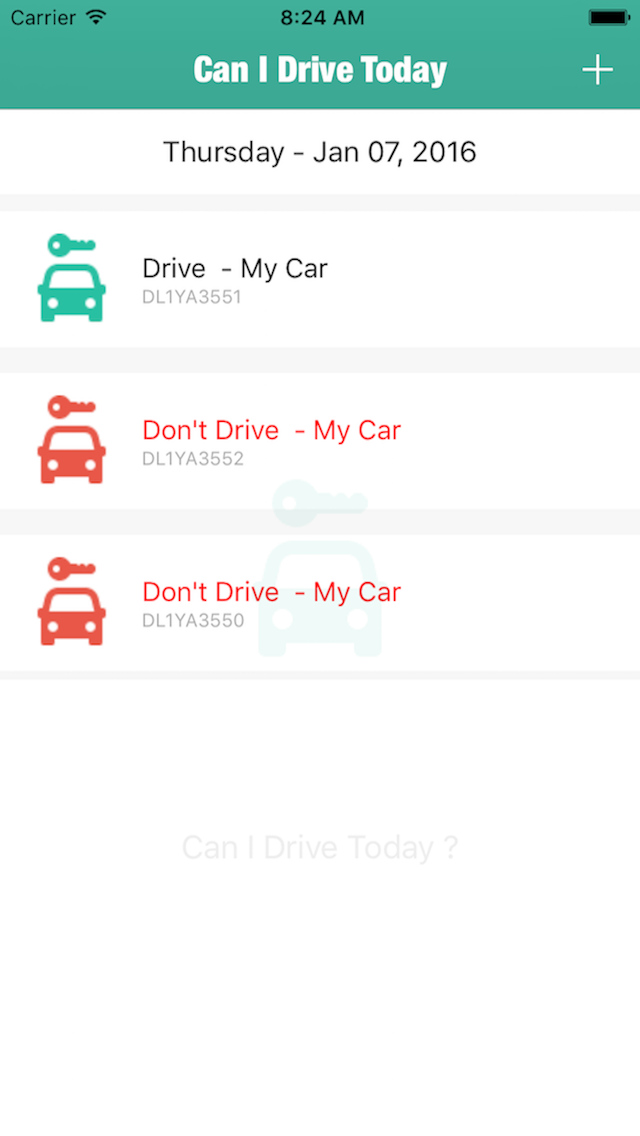 Carrier 8:24 AM
Can I Drive Today
Thursday - Jan 07, 2016
Drive - My Car
DL1YA3551
Don't Drive - My Car
DL1YA3552
Don't Drive - My Car
DL1YA3550
Can I Drive Today ?